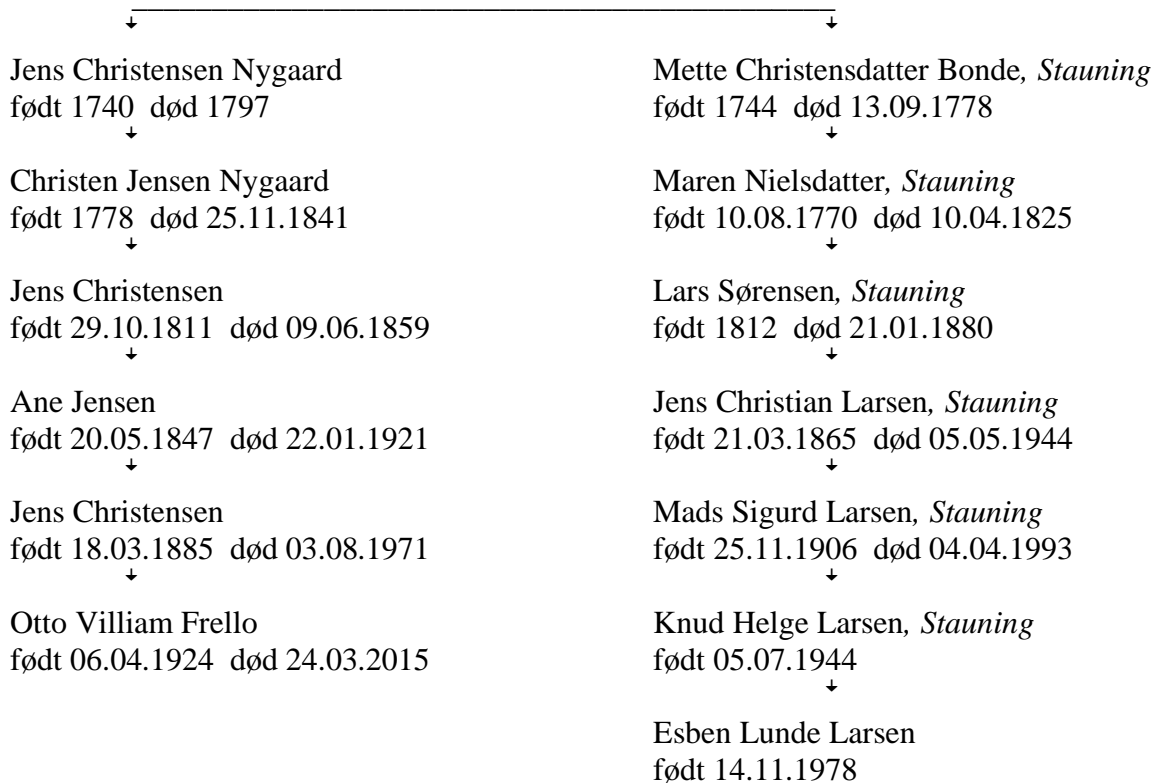 Jens Christensen Nygaard
født 1740 død 1797
Mette Christensdatter Bonde, Stauning
født 1744 død 13.09.1778
Christen Jensen Nygaard
født 1778 død 25.11.1841
Maren Nielsdatter, Stauning
født 10.08.1770 død 10.04.1825
Jens Christensen
født 29.10.1811 død 09.06.1859
Lars Sørensen, Stauning
født 1812 død 21.01.1880
Ane Jensen
født 20.05.1847 død 22.01.1921
Jens Christian Larsen, Stauning
født 21.03.1865 død 05.05.1944
Jens Christensen
født 18.03.1885 død 03.08.1971
Mads Sigurd Larsen, Stauning
født 25.11.1906 død 04.04.1993
Otto Villiam Frello
født 06.04.1924 død 24.03.2015
Knud Helge Larsen, Stauning
født 05.07.1944
Esben Lunde Larsen
født 14.11.1978